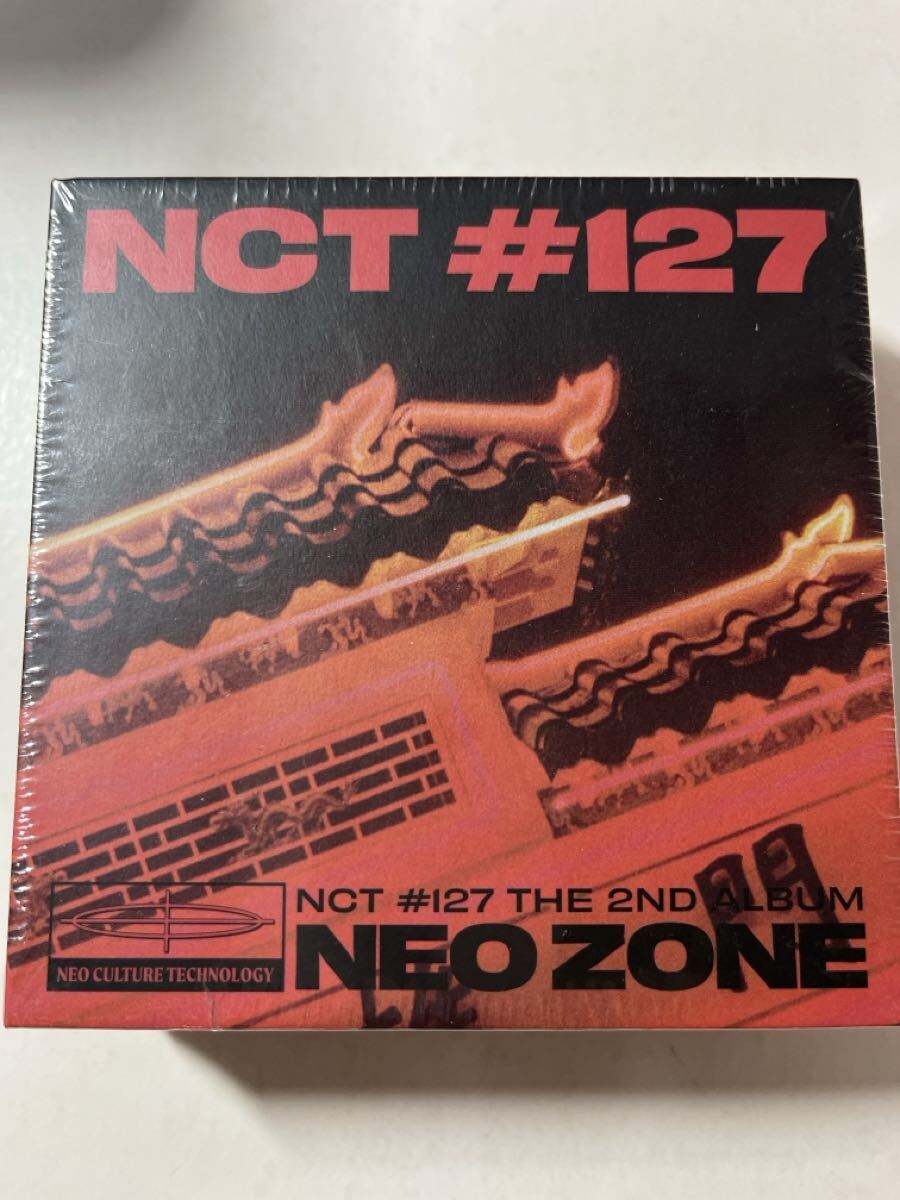 NCT #127
NCT #127 THE 2ND ALBUM
NEO ZONE
NEO CULTURE TECHNOLOGY